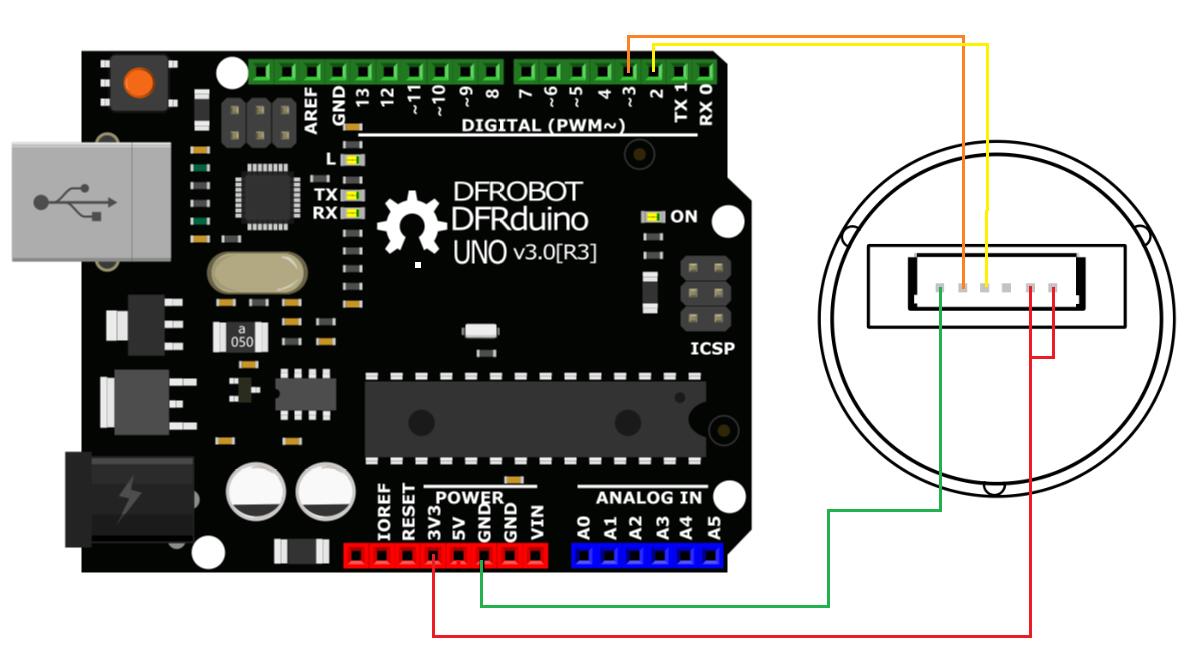 AREF
GND
13
12
~11
~10
~9
8
7
~6
~5
4
~3
2
TX 1
RX 0
DIGITAL (PWM~)
L
TX
RX
DFROBOT
DFRduino
UNO v3.0[R3]
ON
a
050
ICSP
IOREF
RESET
3V3
5V
GND
GND
VIN
POWER
ANALOG IN
A0
A1
A2
A3
A4
A5